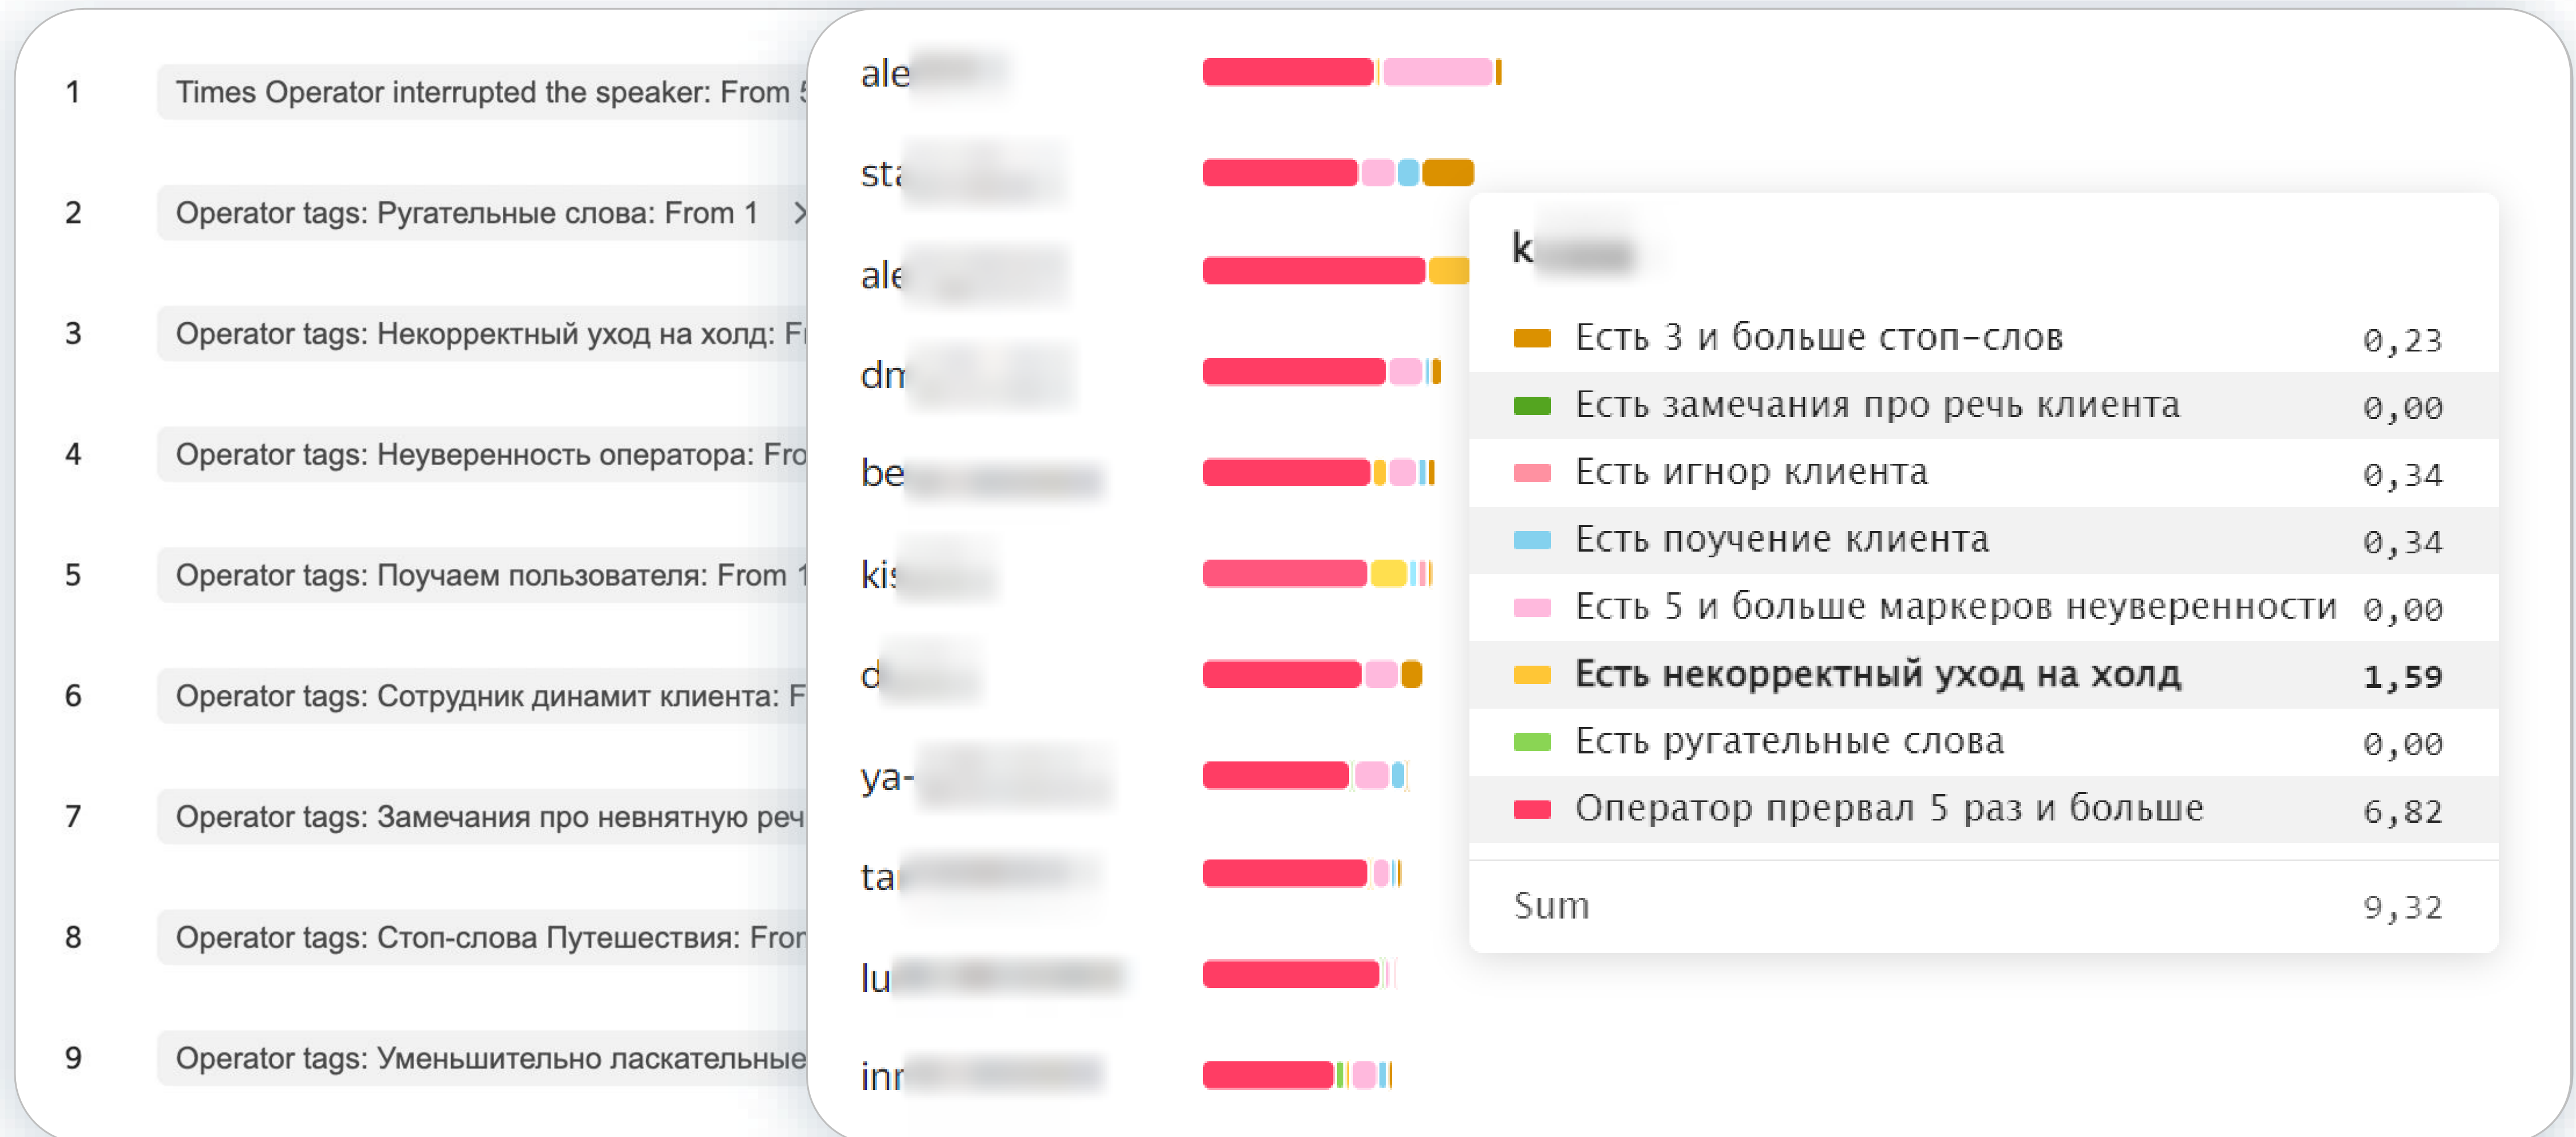 1 Times Operator interrupted the speaker: From 5
2 Operator tags: Ругательные слова: From 1
3 Operator tags: Некорректный уход на холд:
4 Operator tags: Неуверенность оператора:
5 Operator tags: Поучаем пользователя: From 1
6 Operator tags: Сотрудник динамит клиента:
7 Operator tags: Замечания про невнятную
8 Operator tags: Стоп-слова Путешествия:
9 Operator tags: Уменьшительно ласкательные
ale
sta
ale
dm
be
kis
d
ya-
ta
lu
inn
k
Есть 3 и больше стоп-слов 0,23
Есть замечания про речь клиента 0,00
Есть игнор клиента 0,34
Есть поучение клиента 0,34
Есть 5 и больше маркеров неуверенности 0,00
Есть некорректный уход на холд 1,59
Есть ругательные слова 0,00
Оператор прервал 5 раз и больше 6,82
Sum 9,32